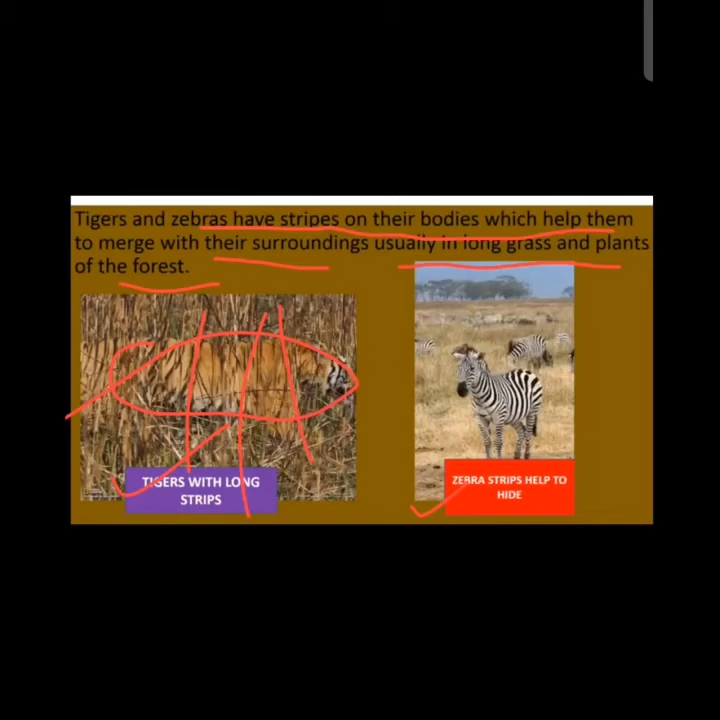 Tigers and zebras have stripes on their bodies which help them
to merge with their surroundings usually in long grass and plants
of the forest.
TIGERS WITH LONG
STRIPS
ZEBRA STRIPS HELP TO
HIDE